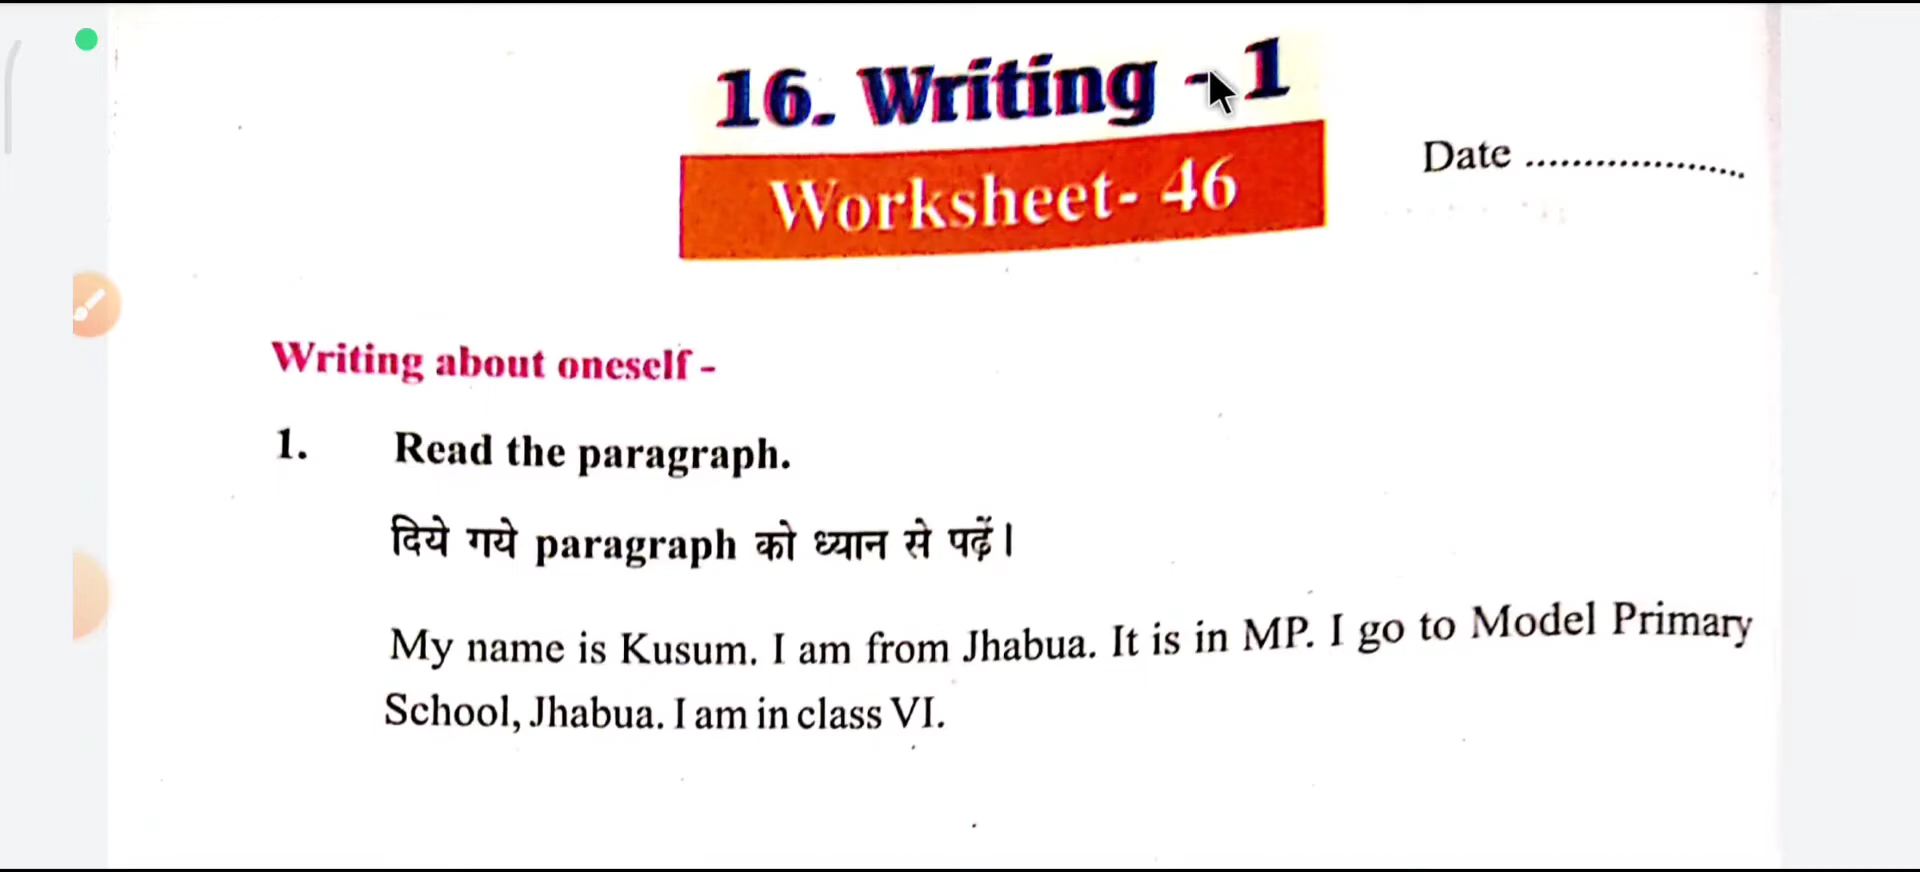 16. Writing - 1
Worksheet- 46
Date ....................
Writing about oneself -
1. Read the paragraph.
दिये गये paragraph को ध्यान से पढ़ें।
My name is Kusum. I am from Jhabua. It is in MP. I go to Model Primary
School, Jhabua. I am in class VI.